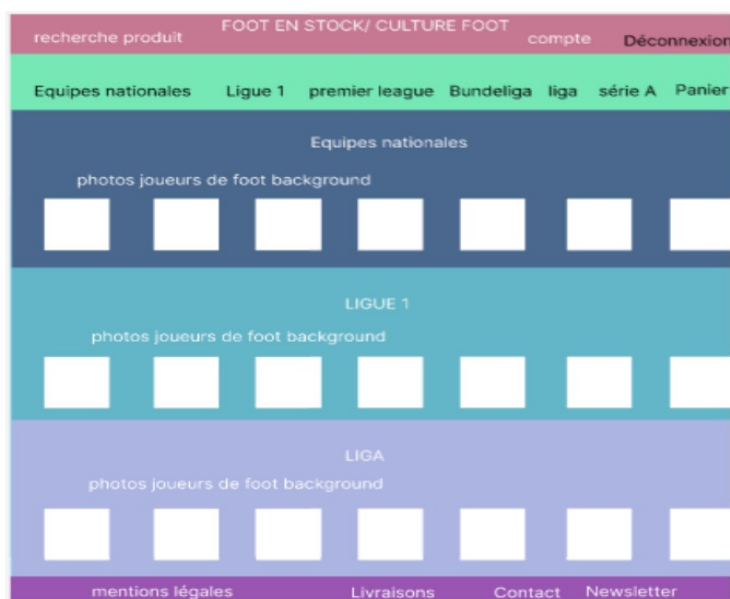 recherche produit FOOT EN STOCK/ CULTURE FOOT compte Déconnexion
Equipes nationales Ligue 1 premier league Bundeliga liga série A Panier
Equipes nationales
photos joueurs de foot background
LIGUE 1
photos joueurs de foot background
LIGA
photos joueurs de foot background
mentions légales Livraisons Contact Newsletter